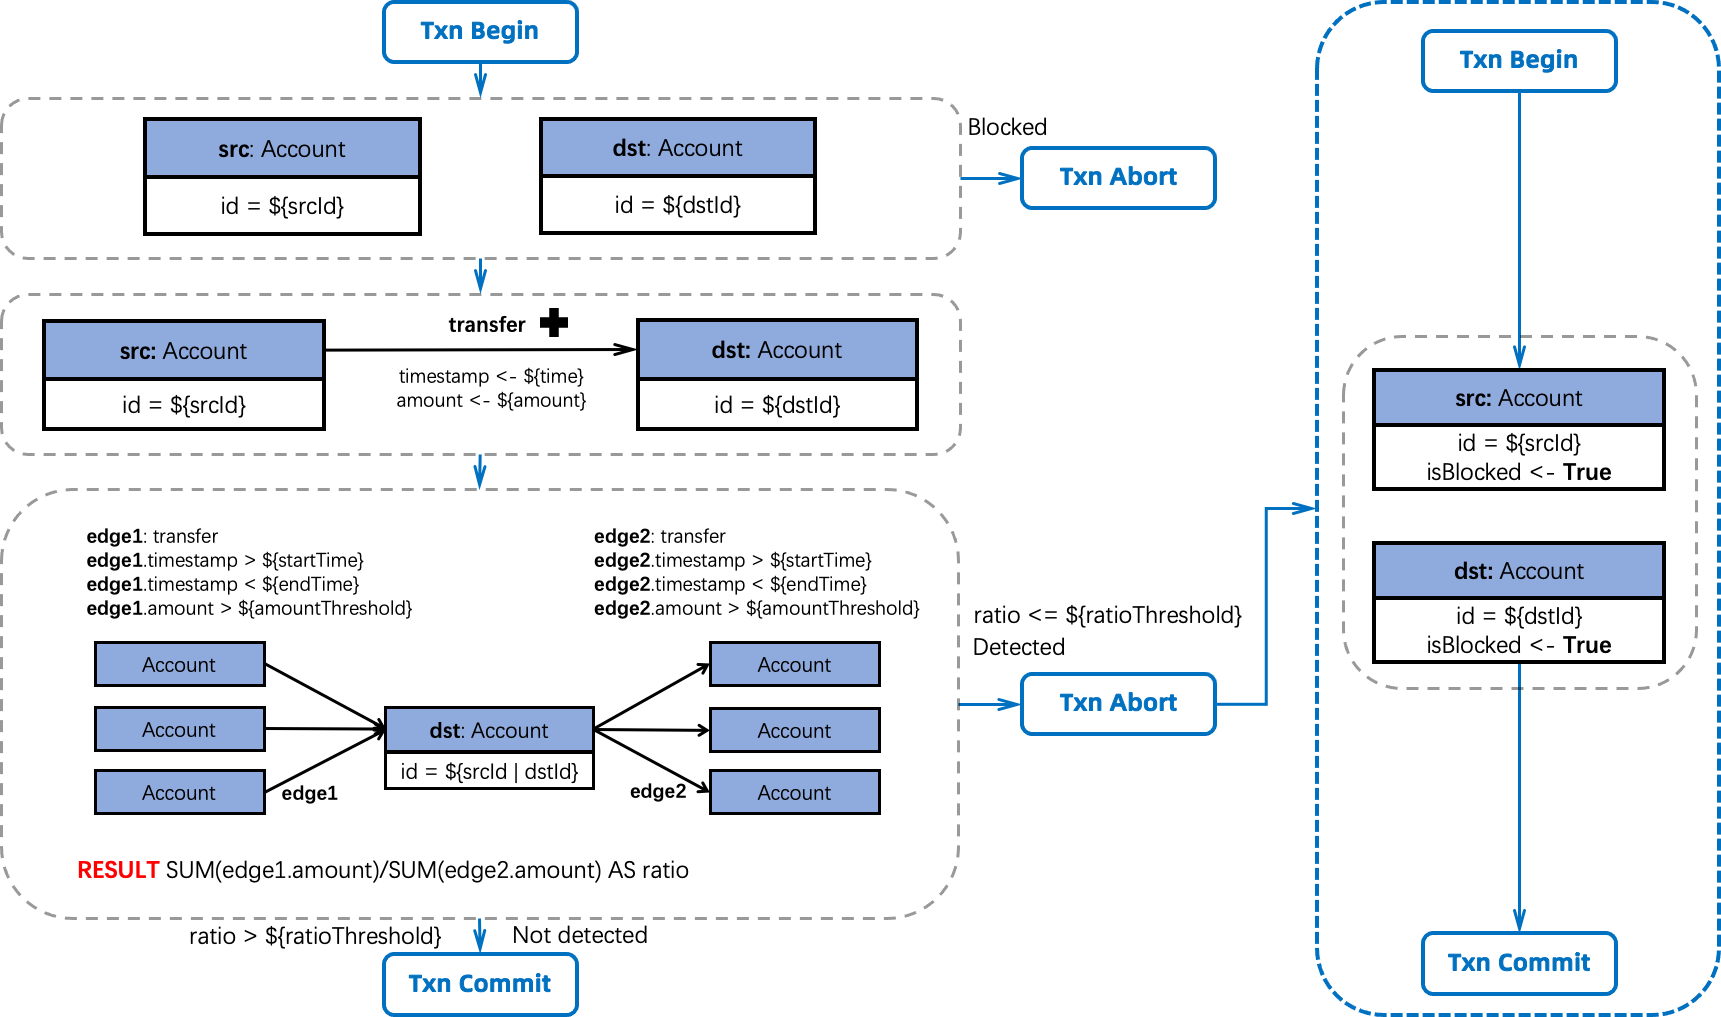 Txn Begin
src: Account
id = ${srcId}
dst: Account
id = ${dstId}
Blocked
Txn Abort
transfer
src: Account
id = ${srcId}
timestamp <- ${time}
amount <- ${amount}
dst: Account
id = ${dstId}
edge1: transfer
edge1.timestamp > ${startTime}
edge1.timestamp < ${endTime}
edge1.amount > ${amountThreshold}
edge2: transfer
edge2.timestamp > ${startTime}
edge2.timestamp < ${endTime}
edge2.amount > ${amountThreshold}
Account
Account
Account
edge1
dst: Account
id = ${srcId | dstId}
edge2
Account
Account
Account
RESULT SUM(edge1.amount)/SUM(edge2.amount) AS ratio
ratio <= ${ratioThreshold}
Detected
Txn Abort
ratio > ${ratioThreshold}
Not detected
Txn Commit
Txn Begin
src: Account
id = ${srcId}
isBlocked <- True
dst: Account
id = ${dstId}
isBlocked <- True
Txn Commit